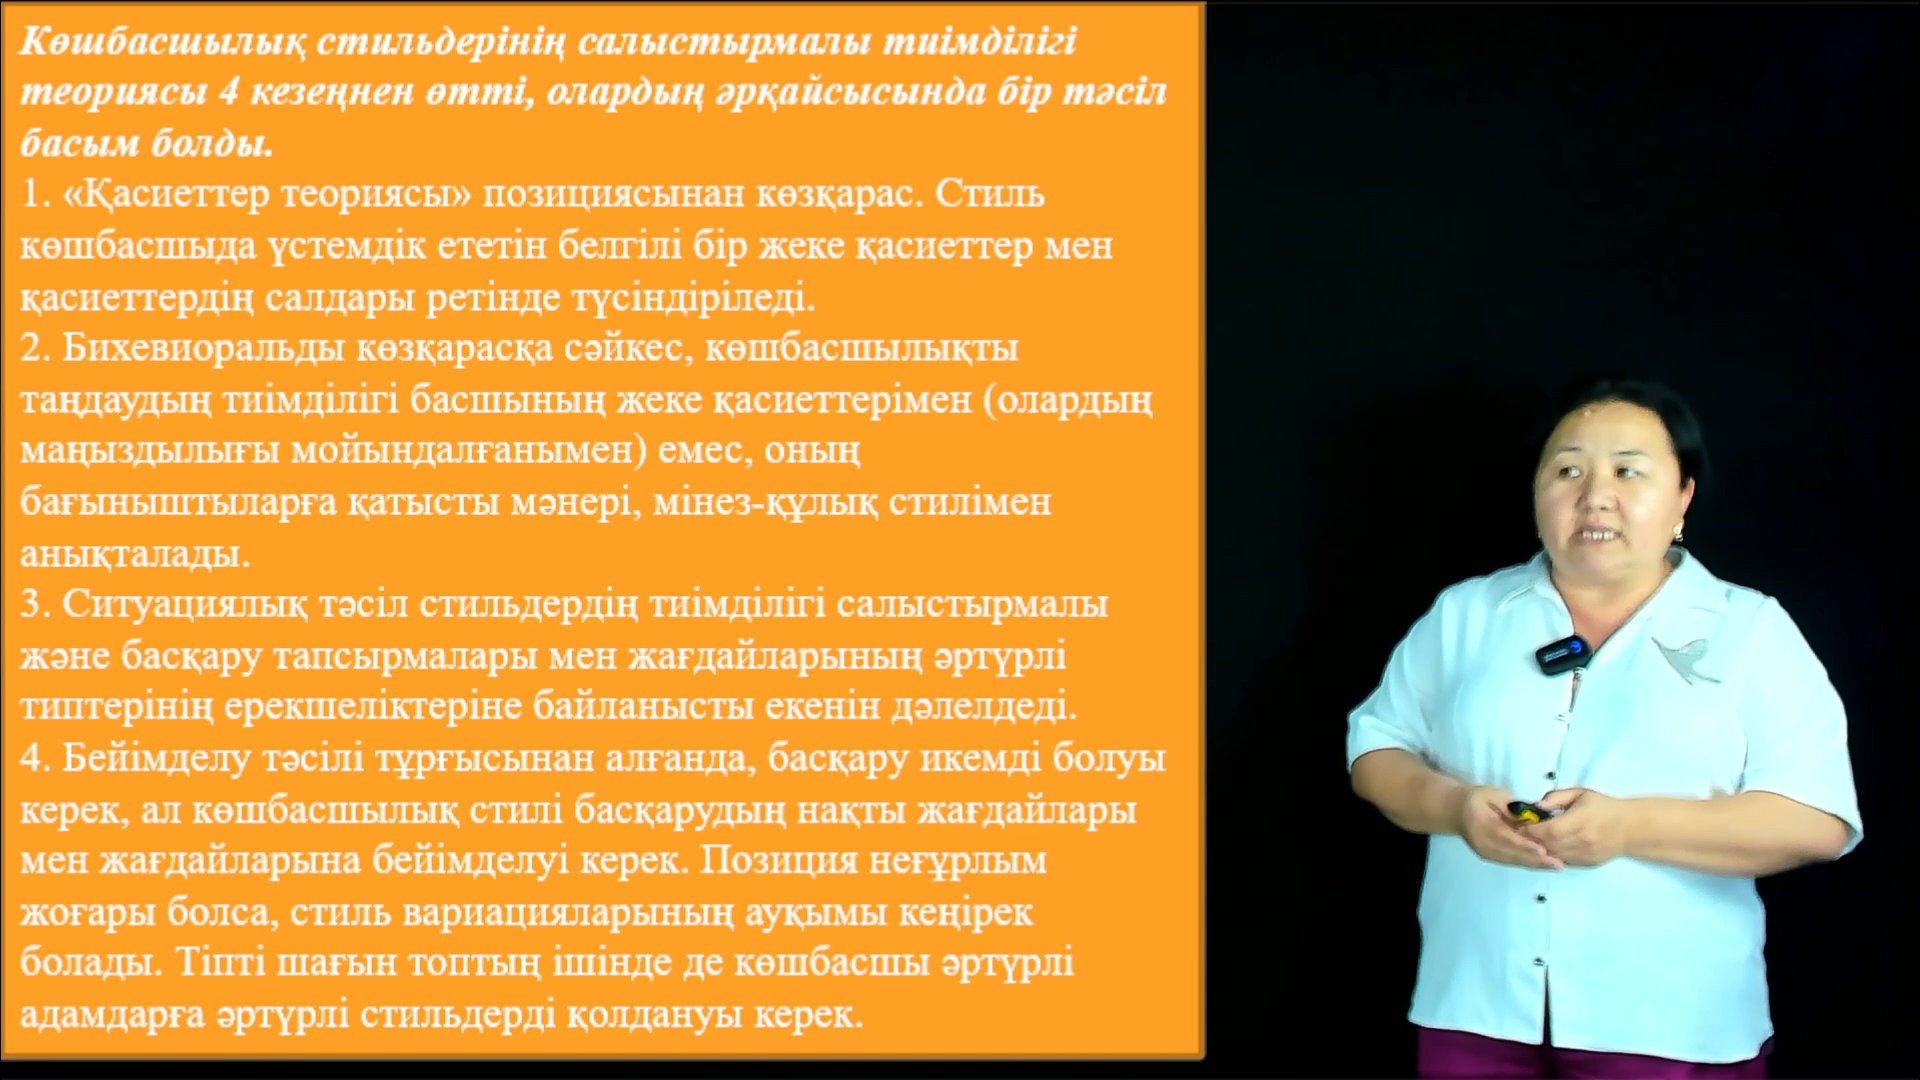 Көшбасшылық стильдерінің салыстырмалы тиімділігі
теориясы 4 кезеңнен өтті, олардың әрқайсысында бір тәсіл
басым болды.
1. «Қасиеттер теориясы» позициясынан көзқарас. Стиль
көшбасшыда үстемдік ететін белгілі бір жеке қасиеттер мен
қасиеттердің салдары ретінде түсіндіріледі.
2. Бихевиоральды көзқарасқа сәйкес, көшбасшылықты
таңдаудың тиімділігі басшының жеке қасиеттерімен (олардың
маңыздылығы мойындалғанымен) емес, оның
бағыныштыларға қатысты мәнері, мінез-құлық стилімен
анықталады.
3. Ситуациялық тәсіл стильдердің тиімділігі салыстырмалы
және басқару тапсырмалары мен жағдайларының әртүрлі
типтерінің ерекшеліктеріне байланысты екенін дәлелдеді.
4. Бейімделу тәсілі тұрғысынан алғанда, басқару икемді болуы
керек, ал көшбасшылық стилі басқарудың нақты жағдайлары
мен жағдайларына бейімделуі керек. Позиция неғұрлым
жоғары болса, стиль вариацияларының ауқымы кеңірек
болады. Тіпті шағын топтың ішінде де көшбасшы әртүрлі
адамдарға әртүрлі стильдерді қолдануы керек.